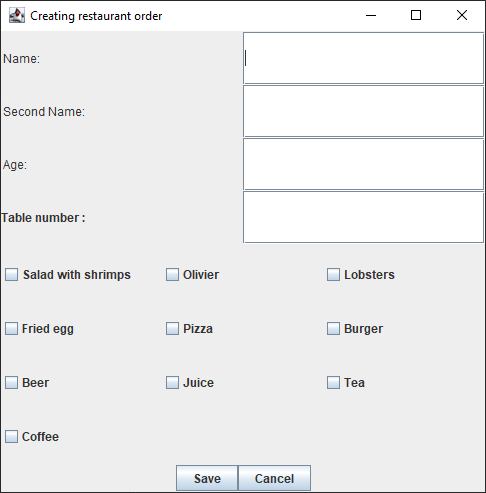 Creating restaurant order
Name:
Second Name:
Age:
Table number :
Salad with shrimps Olivier Lobsters
Fried egg Pizza Burger
Beer Juice Tea
Coffee
Save Cancel